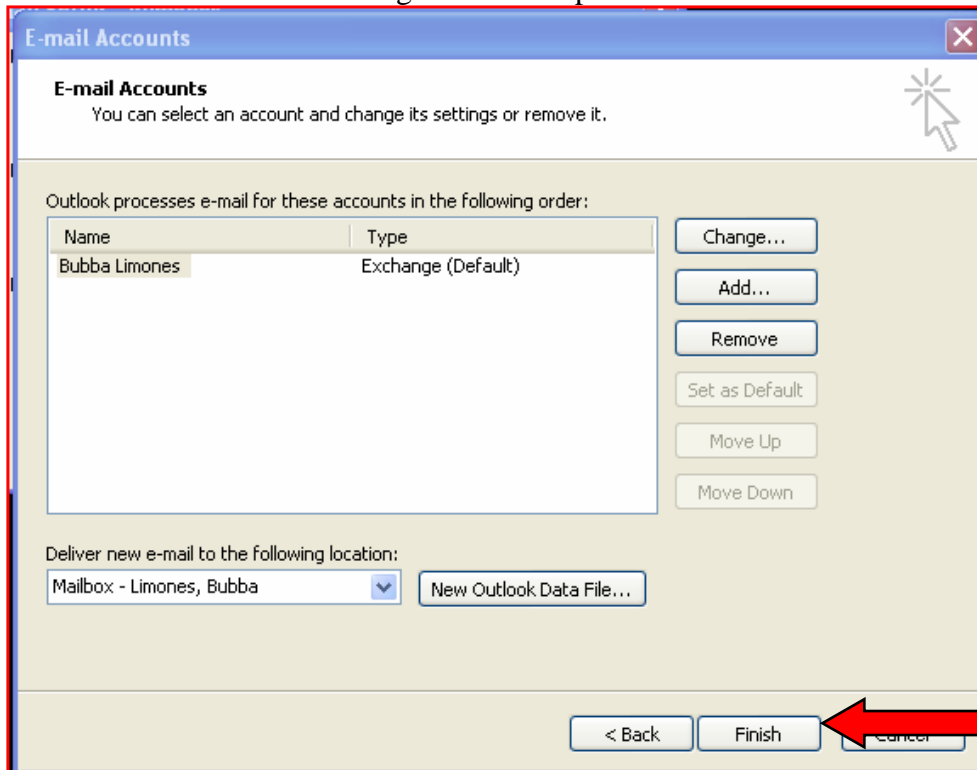 E-mail Accounts
E-mail Accounts
You can select an account and change its settings or remove it.
Outlook processes e-mail for these accounts in the following order:
Name Type
Bubba Limones Exchange (Default)
Change...
Add...
Remove
Set as Default
Move Up
Move Down
Deliver new e-mail to the following location:
Mailbox - Limones, Bubba
New Outlook Data File...
< Back Finish Cancel